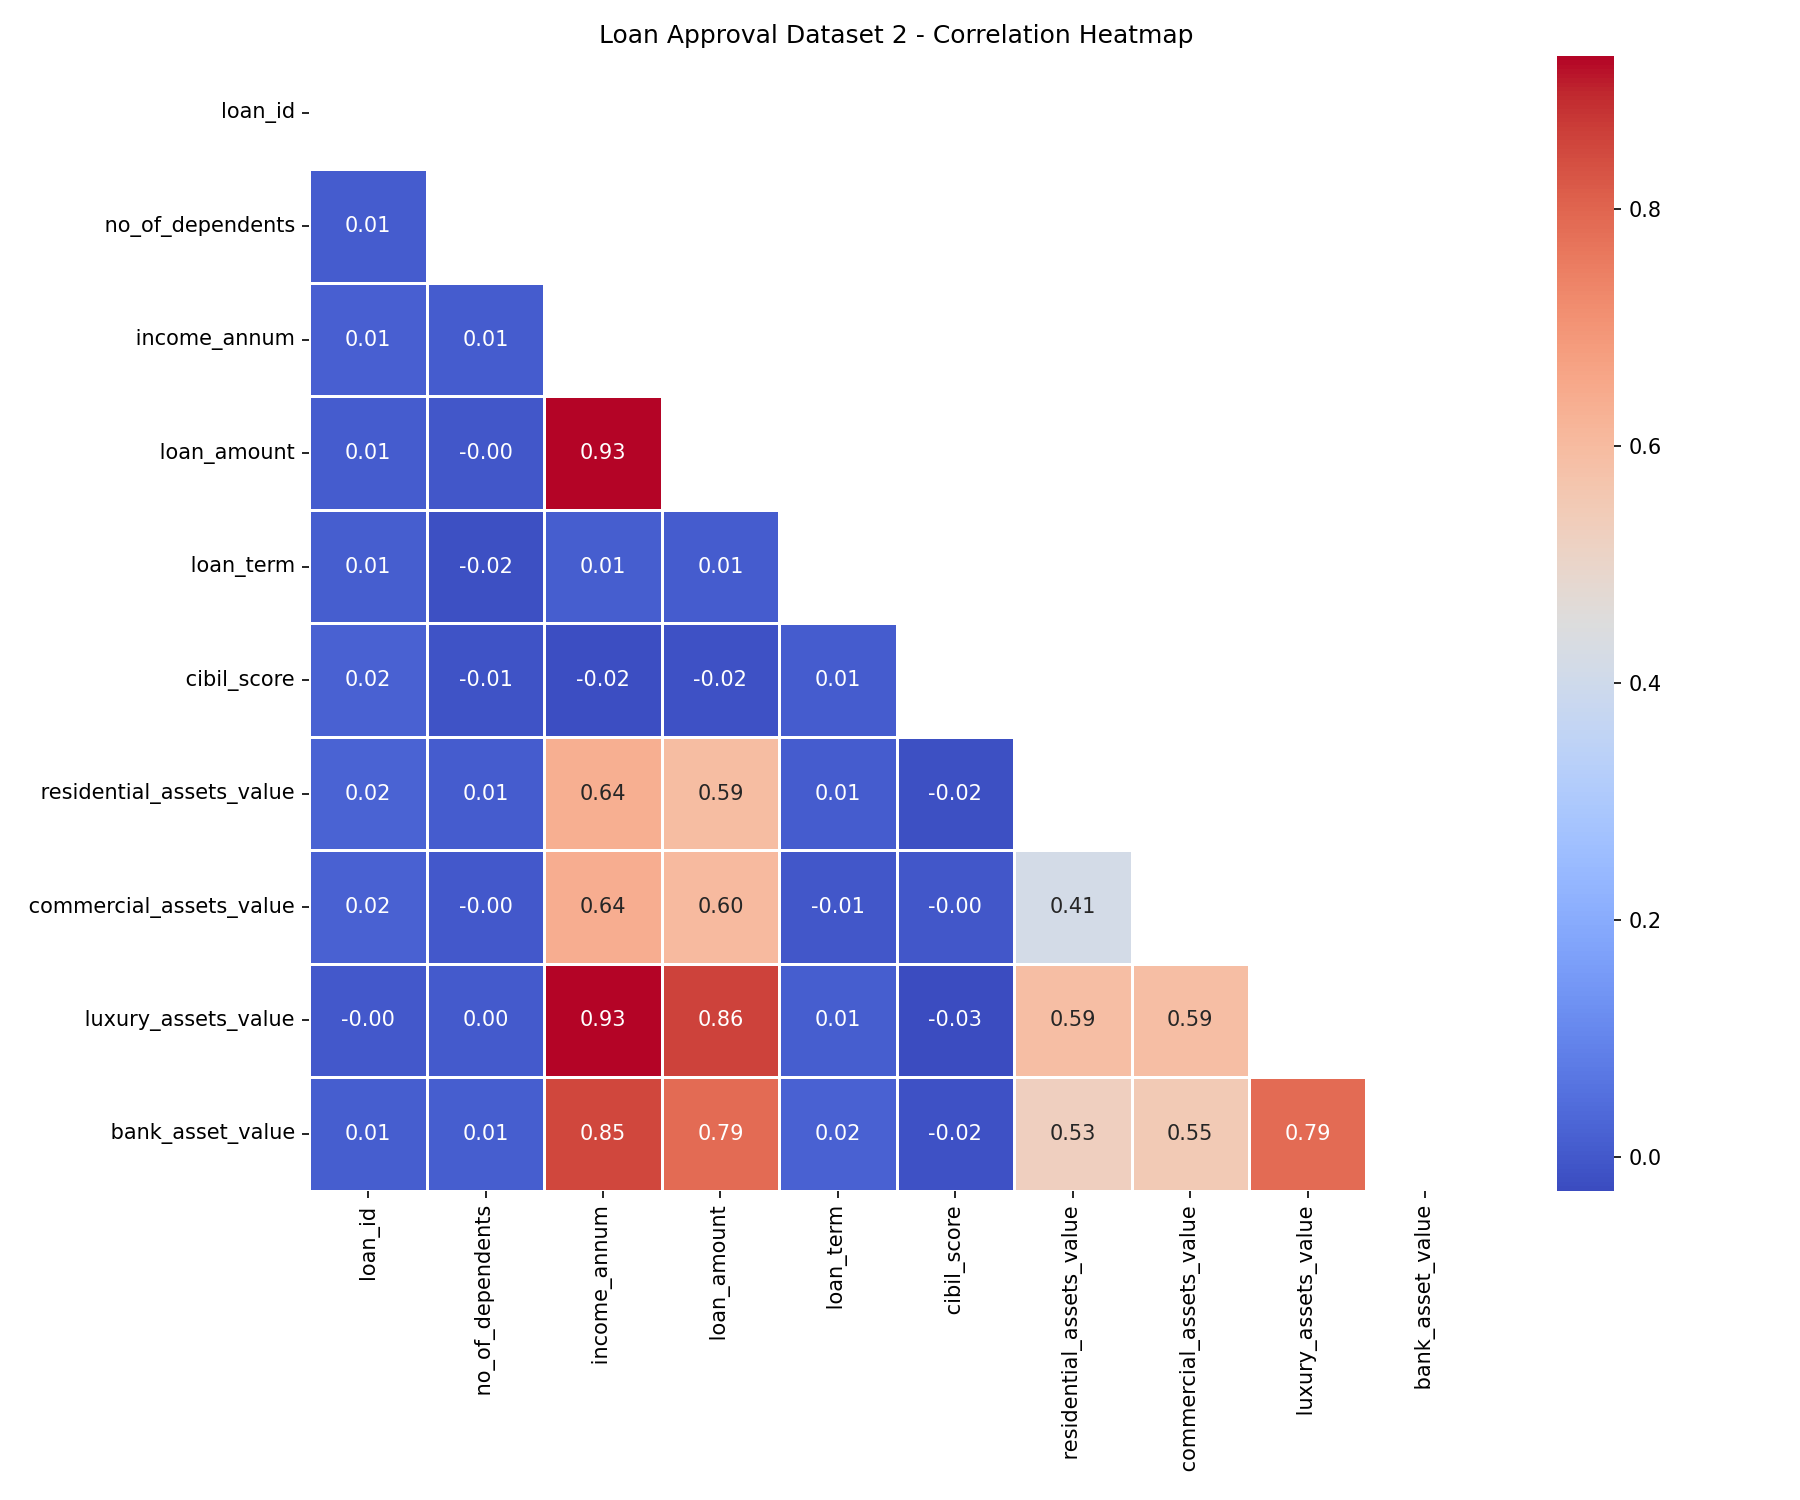 Loan Approval Dataset 2 - Correlation Heatmap
loan_id
no_of_dependents 0.01
income_annum 0.01 0.01
loan_amount 0.01 -0.00 0.93
loan_term 0.01 -0.02 0.01 0.01
cibil_score 0.02 -0.01 -0.02 -0.02 0.01
residential_assets_value 0.02 0.01 0.64 0.59 0.01 -0.02
commercial_assets_value 0.02 -0.00 0.64 0.60 -0.01 -0.00 0.41
luxury_assets_value -0.00 0.00 0.93 0.86 0.01 -0.03 0.59 0.59
bank_asset_value 0.01 0.01 0.85 0.79 0.02 -0.02 0.53 0.55 0.79
loan_id
no_of_dependents
income_annum
loan_amount
loan_term
cibil_score
residential_assets_value
commercial_assets_value
luxury_assets_value
bank_asset_value
0.8
0.6
0.4
0.2
0.0